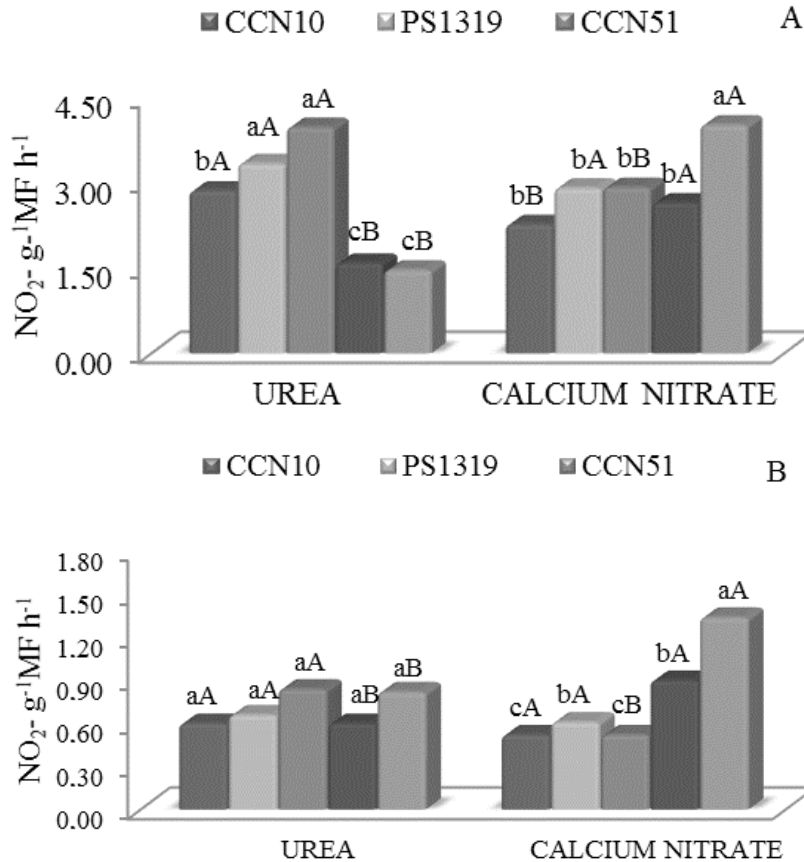 CCN10 PS1319 CCN51 A
NO₂- g-¹MF h⁻¹
4.50
3.00
1.50
0.00
aA
aA
bA
cB
cB
aA
bA
bB
bA
bB
UREA CALCIUM NITRATE
CCN10 PS1319 CCN51 B
NO₂- g⁻¹MF h⁻¹
1.80
1.50
1.20
0.90
0.60
0.30
0.00
aA
aA
aA
aB
aB
cA
bA
cB
bA
aA
UREA CALCIUM NITRATE